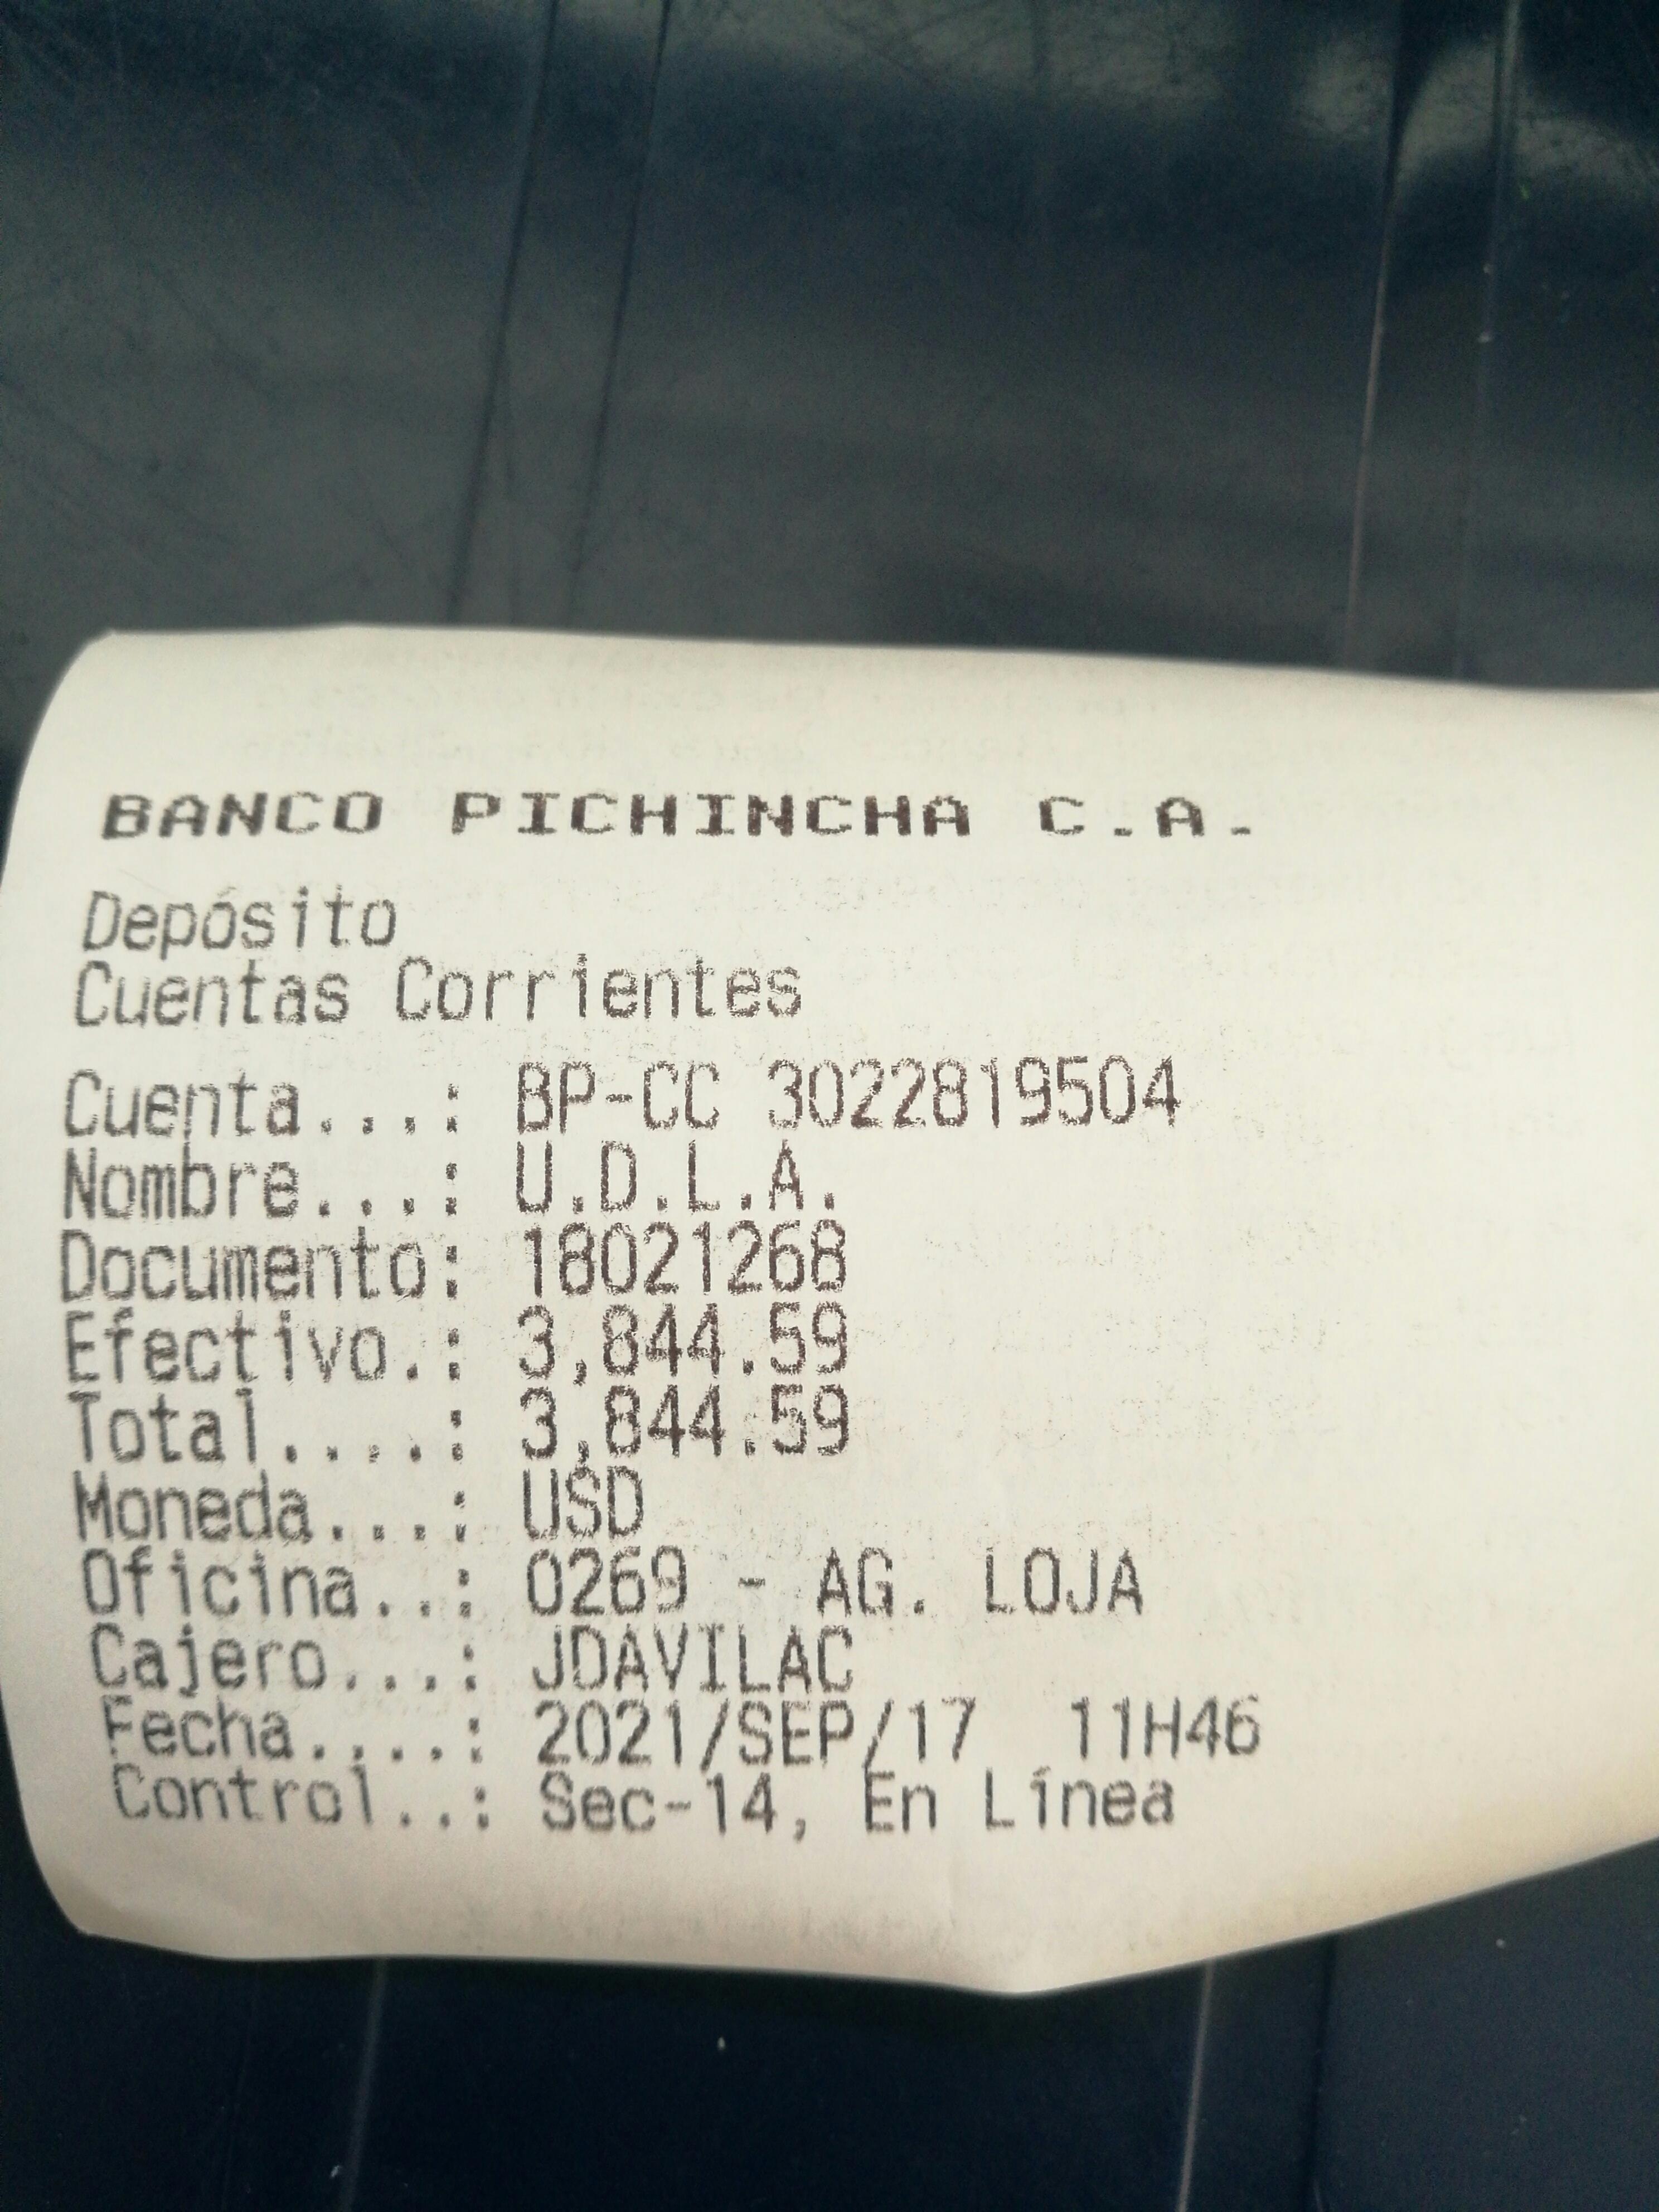 BANCO PICHINCHA C.A.
Depósito
Cuentas Corrientes
Cuenta...: BP-CC 3022819504
Nombre...: U.D.L.A.
Documento: 18021268
Efectivo.: 3,844.59
Total....: 3,844.59
Moneda...: USD
Oficina..: 0269 - AG. LOJA
Cajero...: JDAVILAC
Fecha....: 2021/SEP/17 11H46
Control..: Sec-14, En Línea